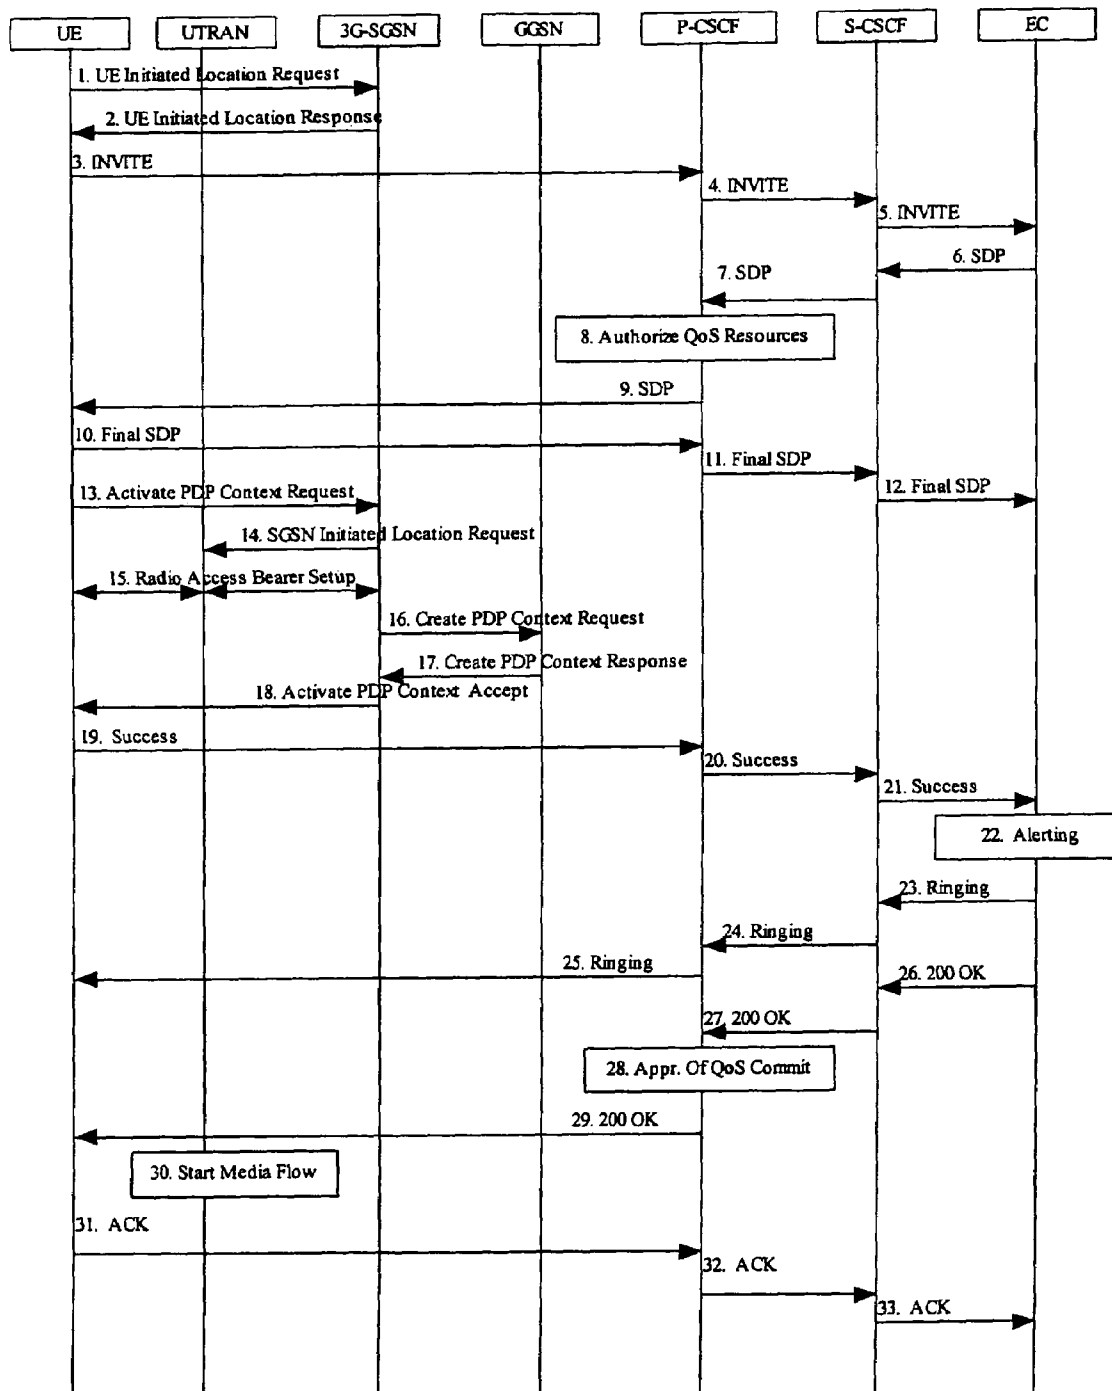 UE
UTRAN
3G-SGSN
GGSN
P-CSCF
S-CSCF
EC
1. UE Initiated Location Request
2. UE Initiated Location Response
3. INVITE
4. INVITE
5. INVITE
6. SDP
7. SDP
8. Authorize QoS Resources
9. SDP
10. Final SDP
11. Final SDP
12. Final SDP
13. Activate PDP Context Request
14. SGSN Initiated Location Request
15. Radio Access Bearer Setup
16. Create PDP Context Request
17. Create PDP Context Response
18. Activate PDP Context Accept
19. Success
20. Success
21. Success
22. Alerting
23. Ringing
24. Ringing
25. Ringing
26. 200 OK
27. 200 OK
28. Appr. Of QoS Commit
29. 200 OK
30. Start Media Flow
31. ACK
32. ACK
33. ACK